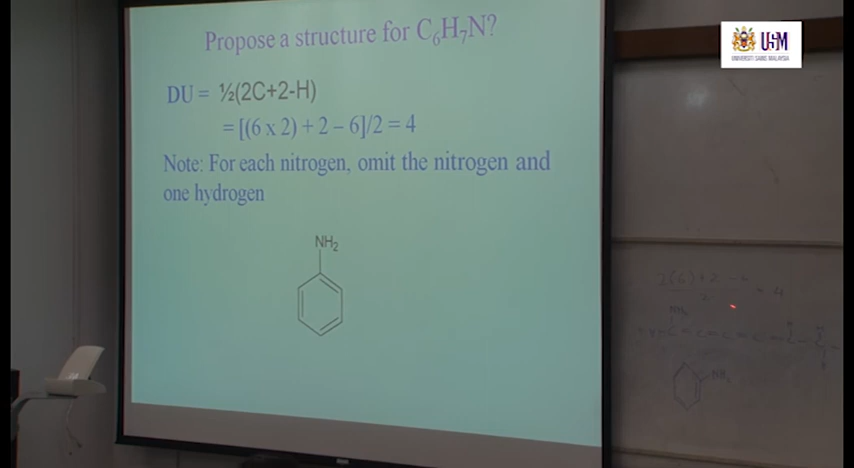 Propose a structure for C₆H₇N?
DU = ½(2C+2-H)
= [(6 x 2) + 2 – 6]/2 = 4
Note: For each nitrogen, omit the nitrogen and
one hydrogen
NH₂
USM
UNIVERSITI SAINS MALAYSIA
= 4